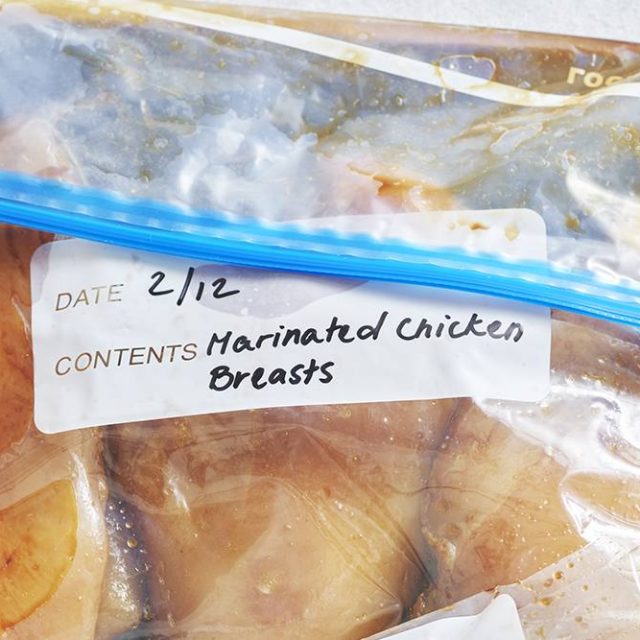 DATE 2/12
CONTENTS Marinated Chicken
Breasts